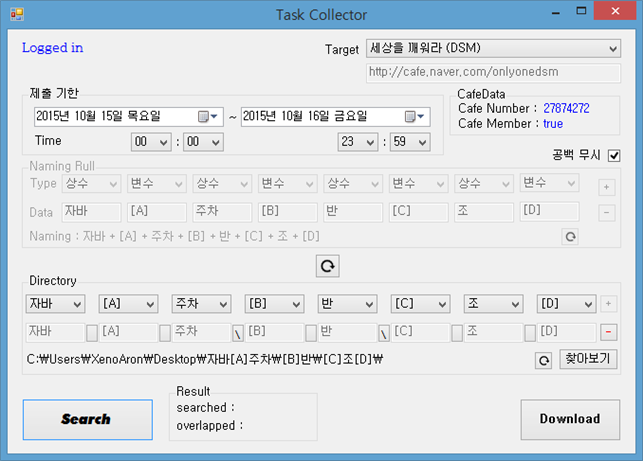 Task Collector
Logged in
Target 세상을 깨워라 (DSM)
http://cafe.naver.com/onlyonedsm
제출 기한
2015년 10월 15일 목요일 ~ 2015년 10월 16일 금요일
Time 00 : 00 23 : 59
CafeData
Cafe Number : 27874272
Cafe Member : true
공백 무시
Naming Rull
Type 상수 변수 상수 변수 상수 변수 상수 변수 +
Data 자바 [A] 주차 [B] 반 [C] 조 [D] -
Naming : 자바 + [A] + 주차 + [B] + 반 + [C] + 조 + [D]
Directory
자바 [A] 주차 [B] 반 [C] 조 [D] +
자바 [A] 주차 \ [B] 반 \ [C] 조 [D] -
C:₩Users₩XenoAron₩Desktop₩자바[A]주차₩[B]반₩[C]조[D]₩ 찾아보기
Search
Result
searched :
overlapped :
Download